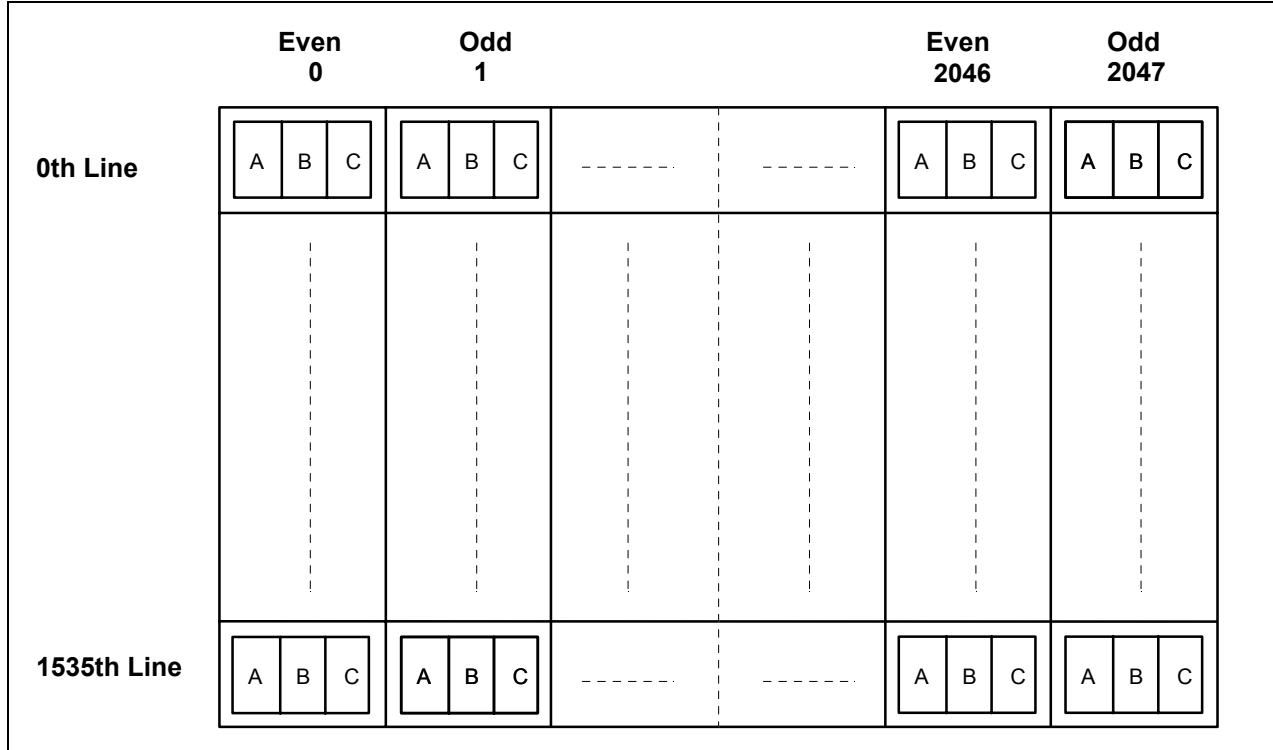 Even Odd Even Odd
0 1 2046 2047
0th Line A B C A B C A B C A B C
1535th Line A B C A B C A B C A B C